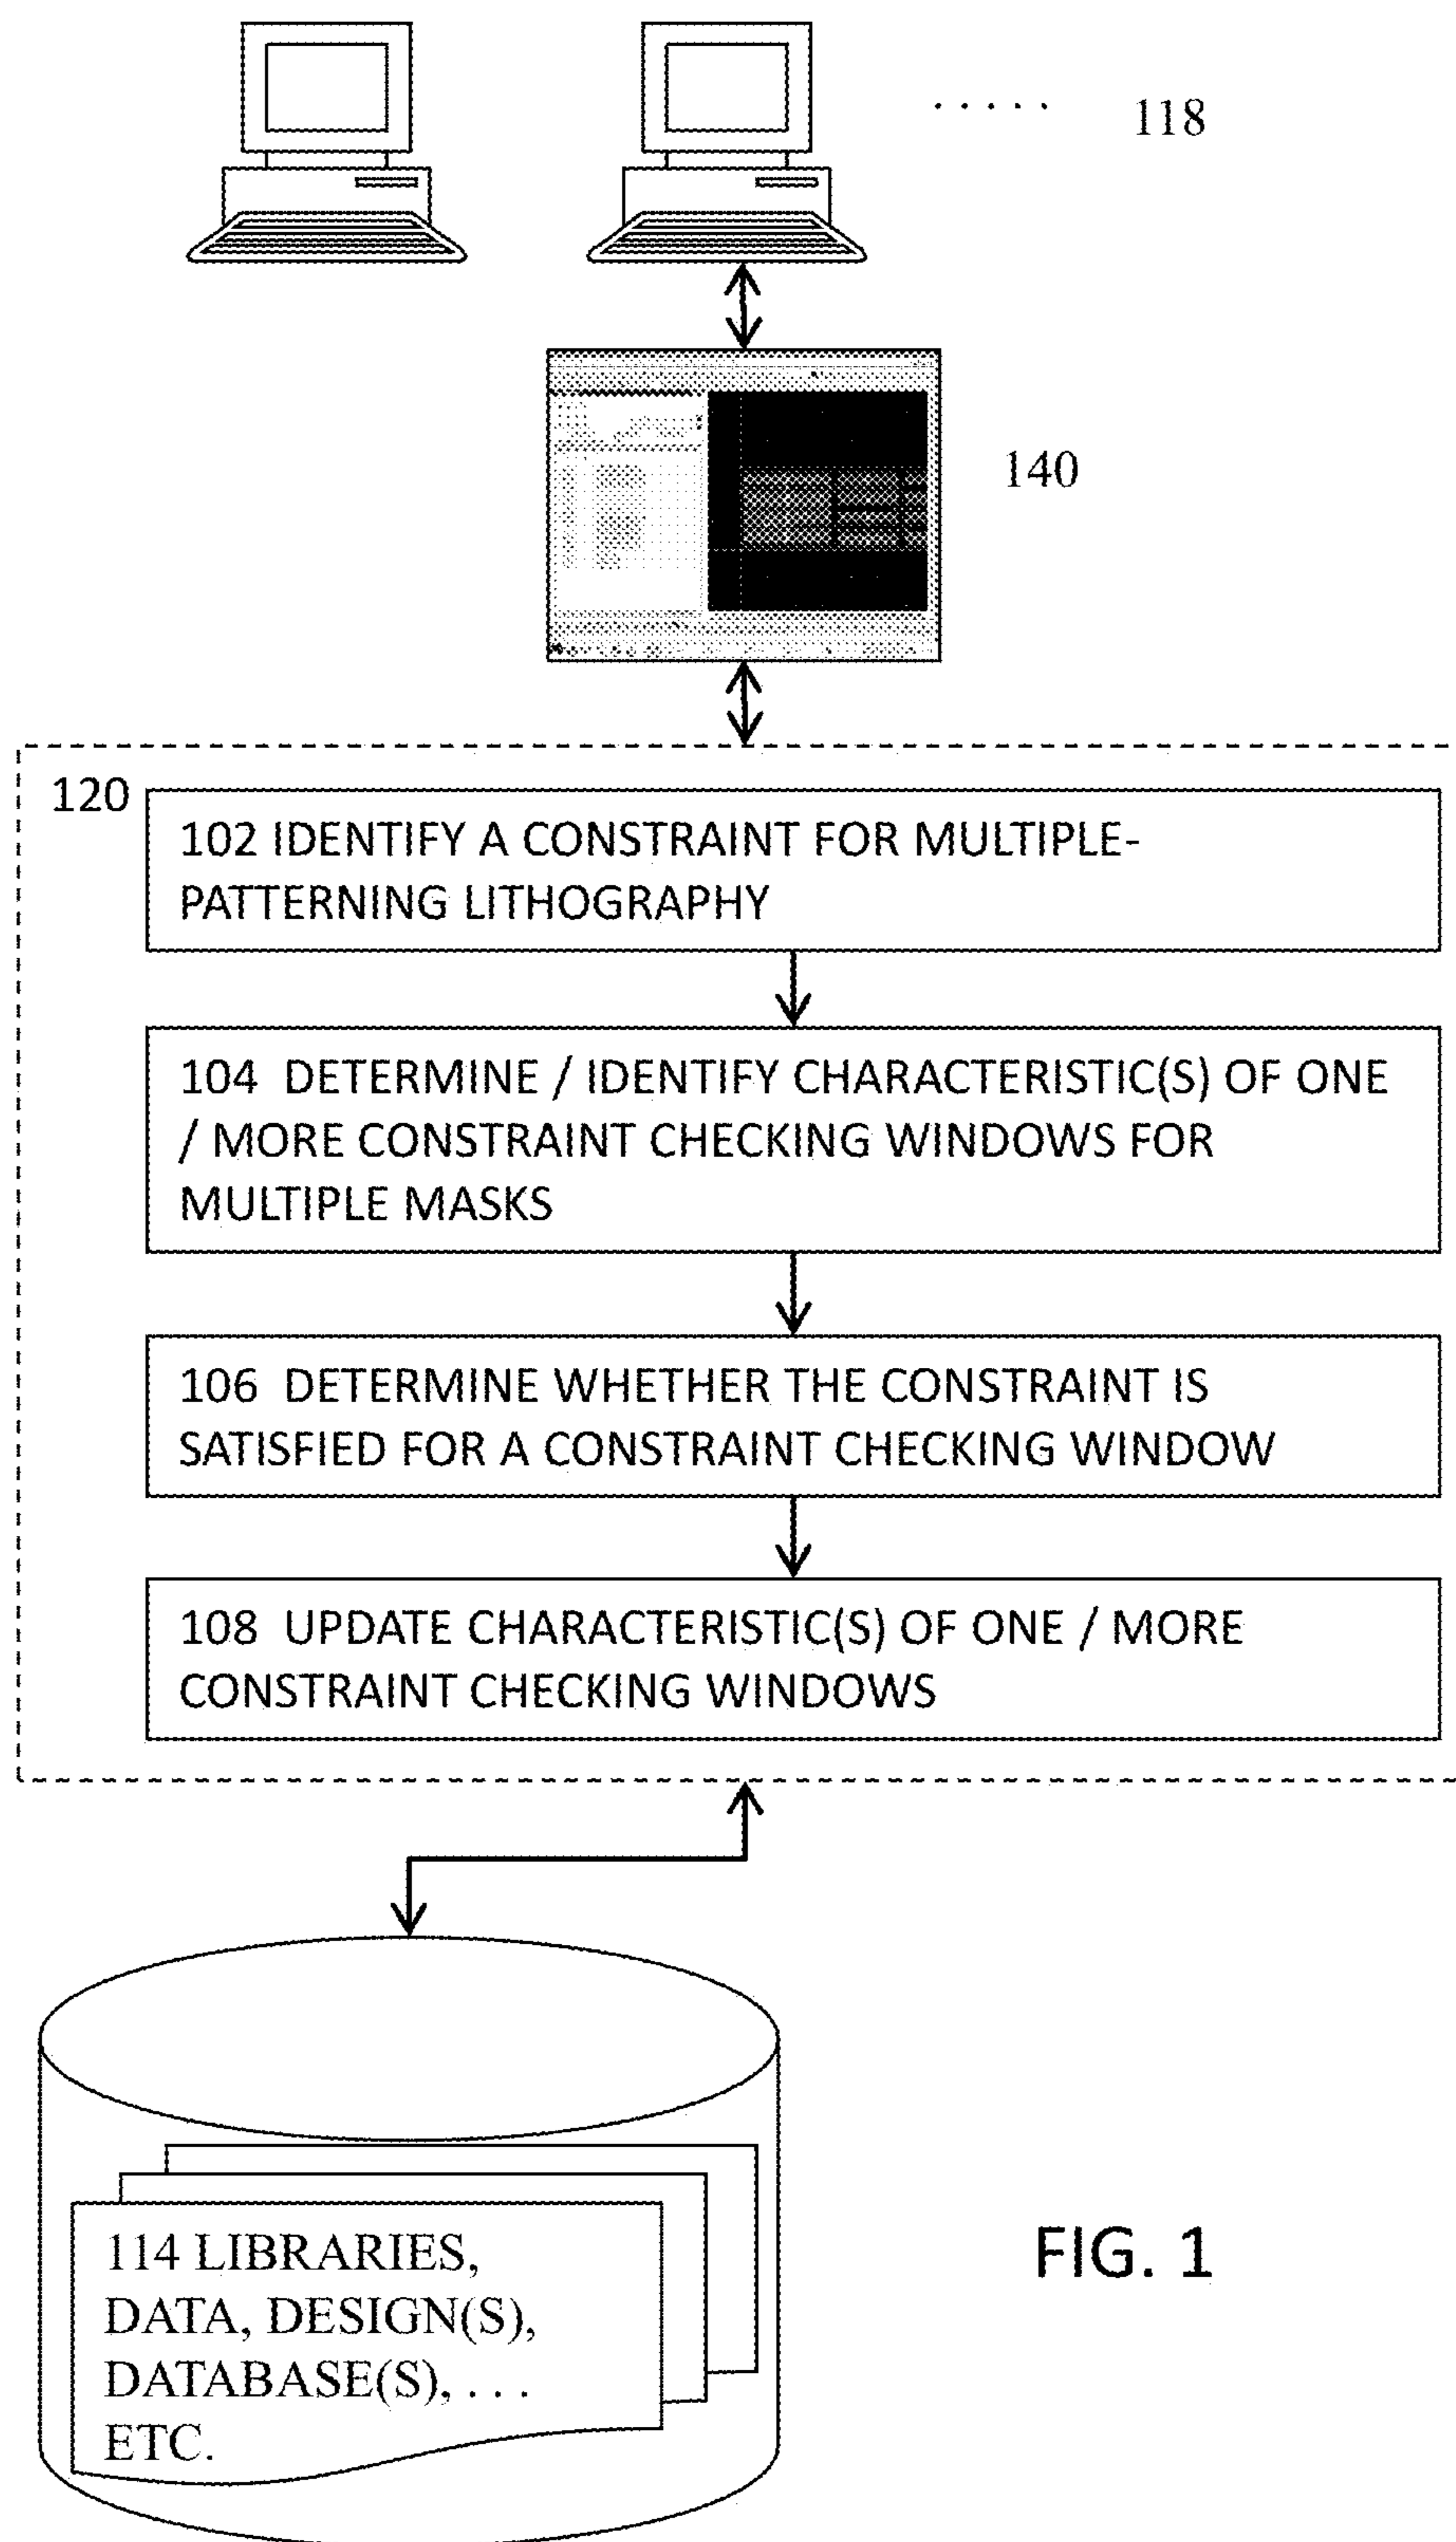 118
140
120
102 IDENTIFY A CONSTRAINT FOR MULTIPLE-
PATTERNING LITHOGRAPHY
104 DETERMINE / IDENTIFY CHARACTERISTIC(S) OF ONE
/ MORE CONSTRAINT CHECKING WINDOWS FOR
MULTIPLE MASKS
106 DETERMINE WHETHER THE CONSTRAINT IS
SATISFIED FOR A CONSTRAINT CHECKING WINDOW
108 UPDATE CHARACTERISTIC(S) OF ONE / MORE
CONSTRAINT CHECKING WINDOWS
114 LIBRARIES,
DATA, DESIGN(S),
DATABASE(S), . . .
ETC.
FIG. 1